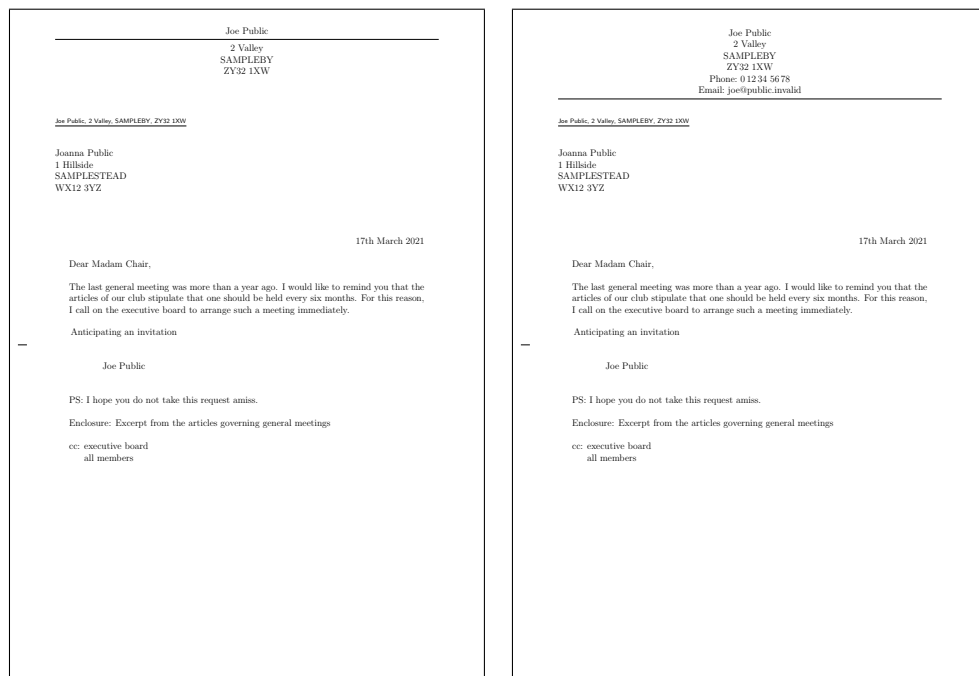 Joe Public
2 Valley
SAMPLEBY
ZY32 1XW
Joe Public, 2 Valley, SAMPLEBY, ZY32 1XW
Joanna Public
1 Hillside
SAMPLESTEAD
WX12 3YZ
17th March 2021
Dear Madam Chair,
The last general meeting was more than a year ago. I would like to remind you that the
articles of our club stipulate that one should be held every six months. For this reason,
I call on the executive board to arrange such a meeting immediately.
Anticipating an invitation
Joe Public
PS: I hope you do not take this request amiss.
Enclosure: Excerpt from the articles governing general meetings
cc: executive board
all members
Joe Public
2 Valley
SAMPLEBY
ZY32 1XW
Phone: 0 12 34 56 78
Email: joe@public.invalid
Joe Public, 2 Valley, SAMPLEBY, ZY32 1XW
Joanna Public
1 Hillside
SAMPLESTEAD
WX12 3YZ
17th March 2021
Dear Madam Chair,
The last general meeting was more than a year ago. I would like to remind you that the
articles of our club stipulate that one should be held every six months. For this reason,
I call on the executive board to arrange such a meeting immediately.
Anticipating an invitation
Joe Public
PS: I hope you do not take this request amiss.
Enclosure: Excerpt from the articles governing general meetings
cc: executive board
all members